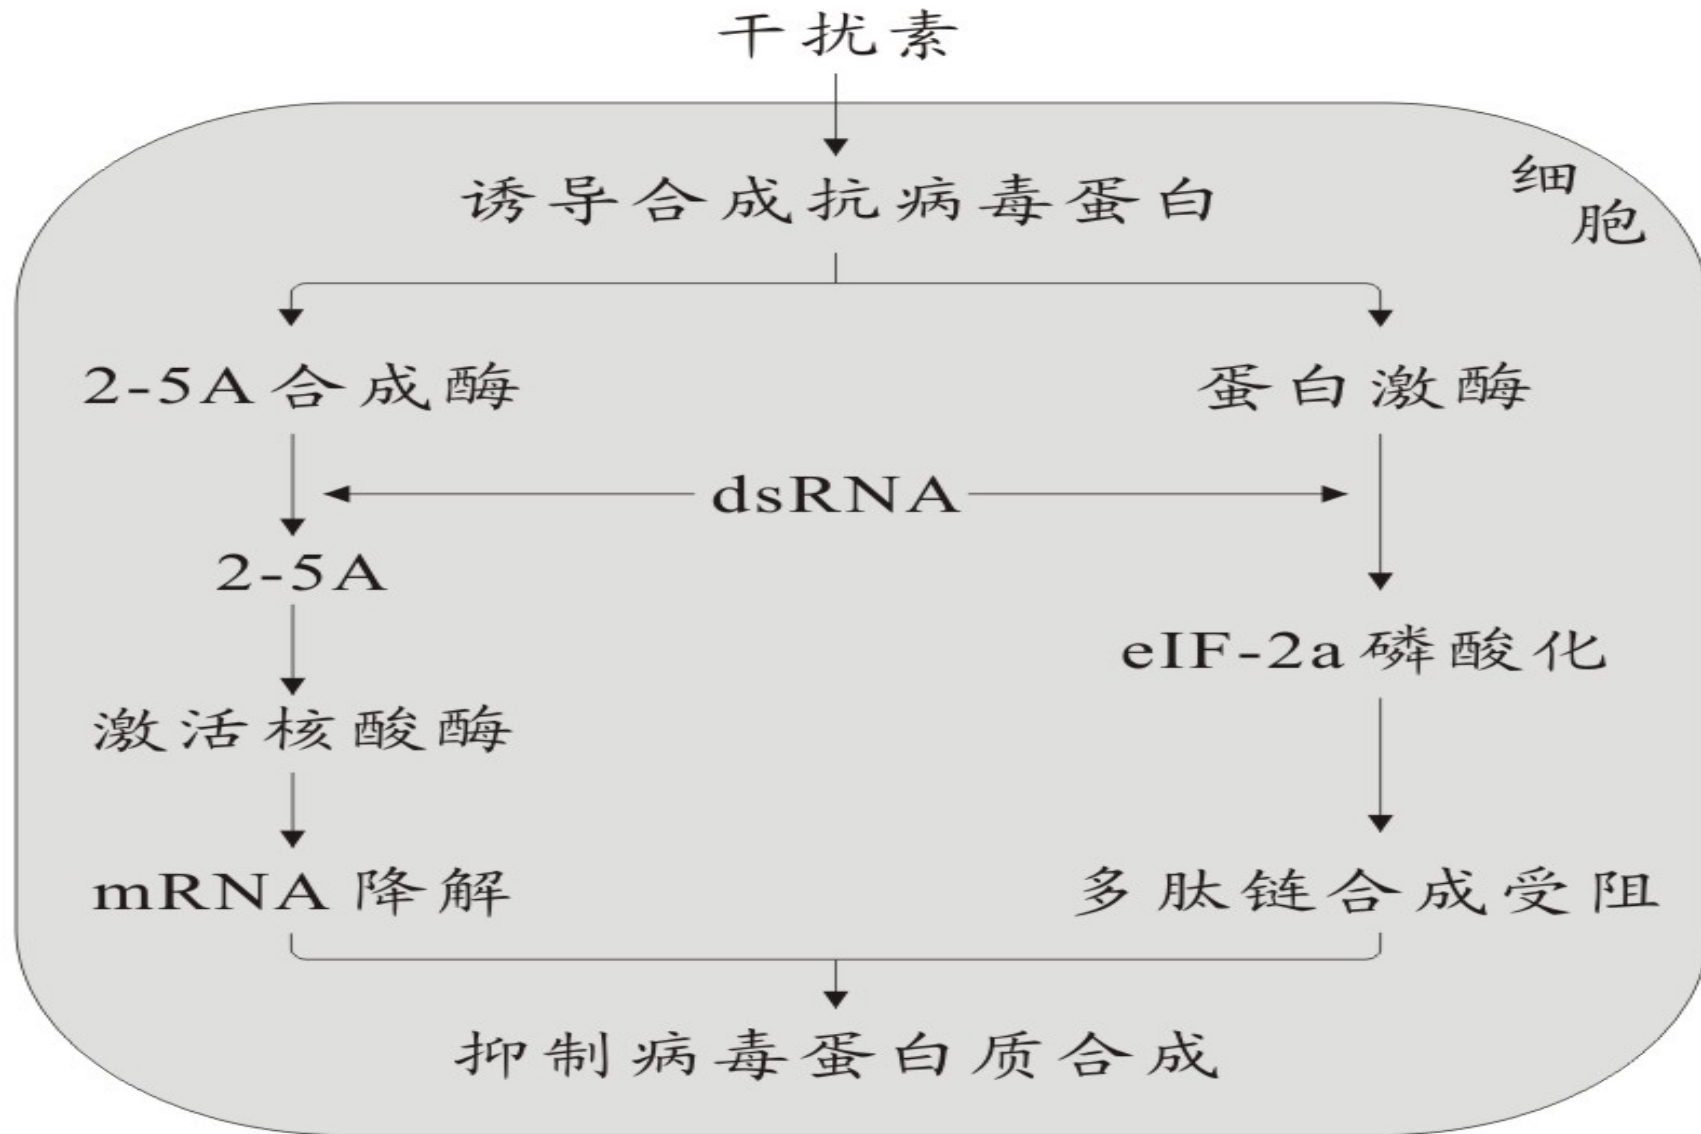 干扰素
诱导合成抗病毒蛋白
细
胞
2-5A合成酶
蛋白激酶
dsRNA
2-5A
eIF-2a磷酸化
激活核酸酶
mRNA降解
多肽链合成受阻
抑制病毒蛋白质合成